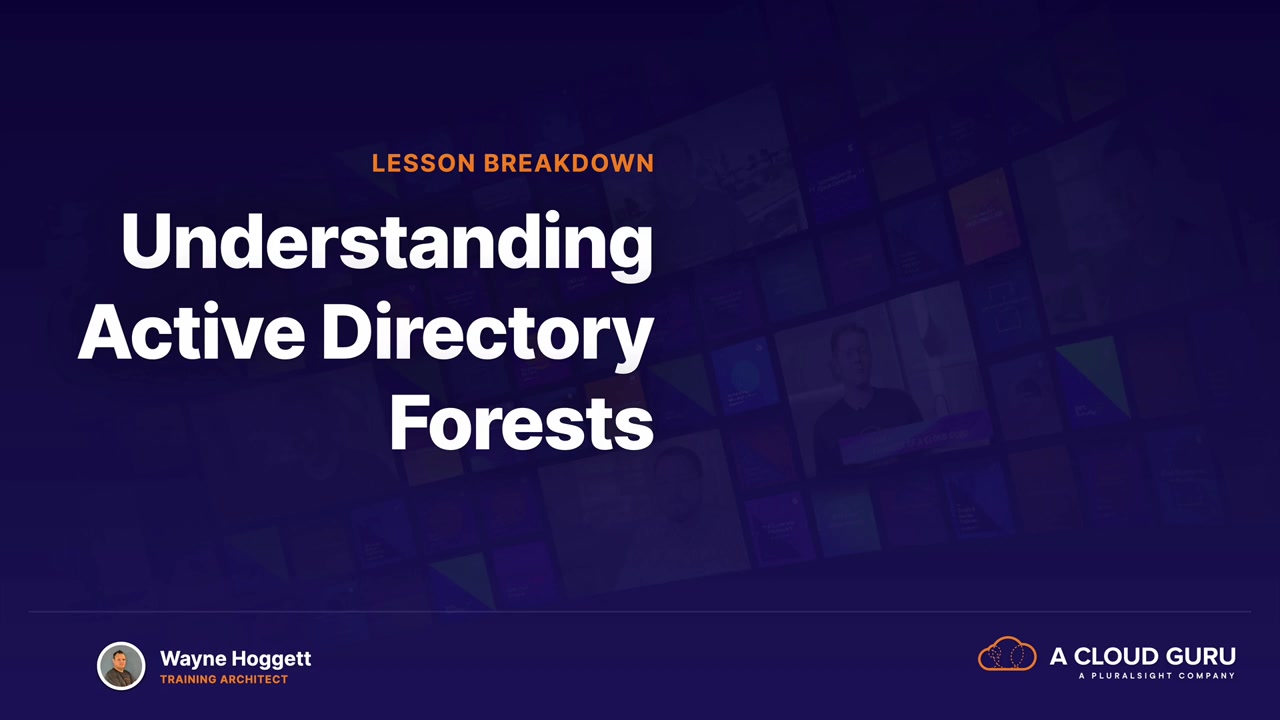 LESSON BREAKDOWN
Understanding
Active Directory
Forests
Wayne Hoggett
TRAINING ARCHITECT
A CLOUD GURU
A PLURALSIGHT COMPANY